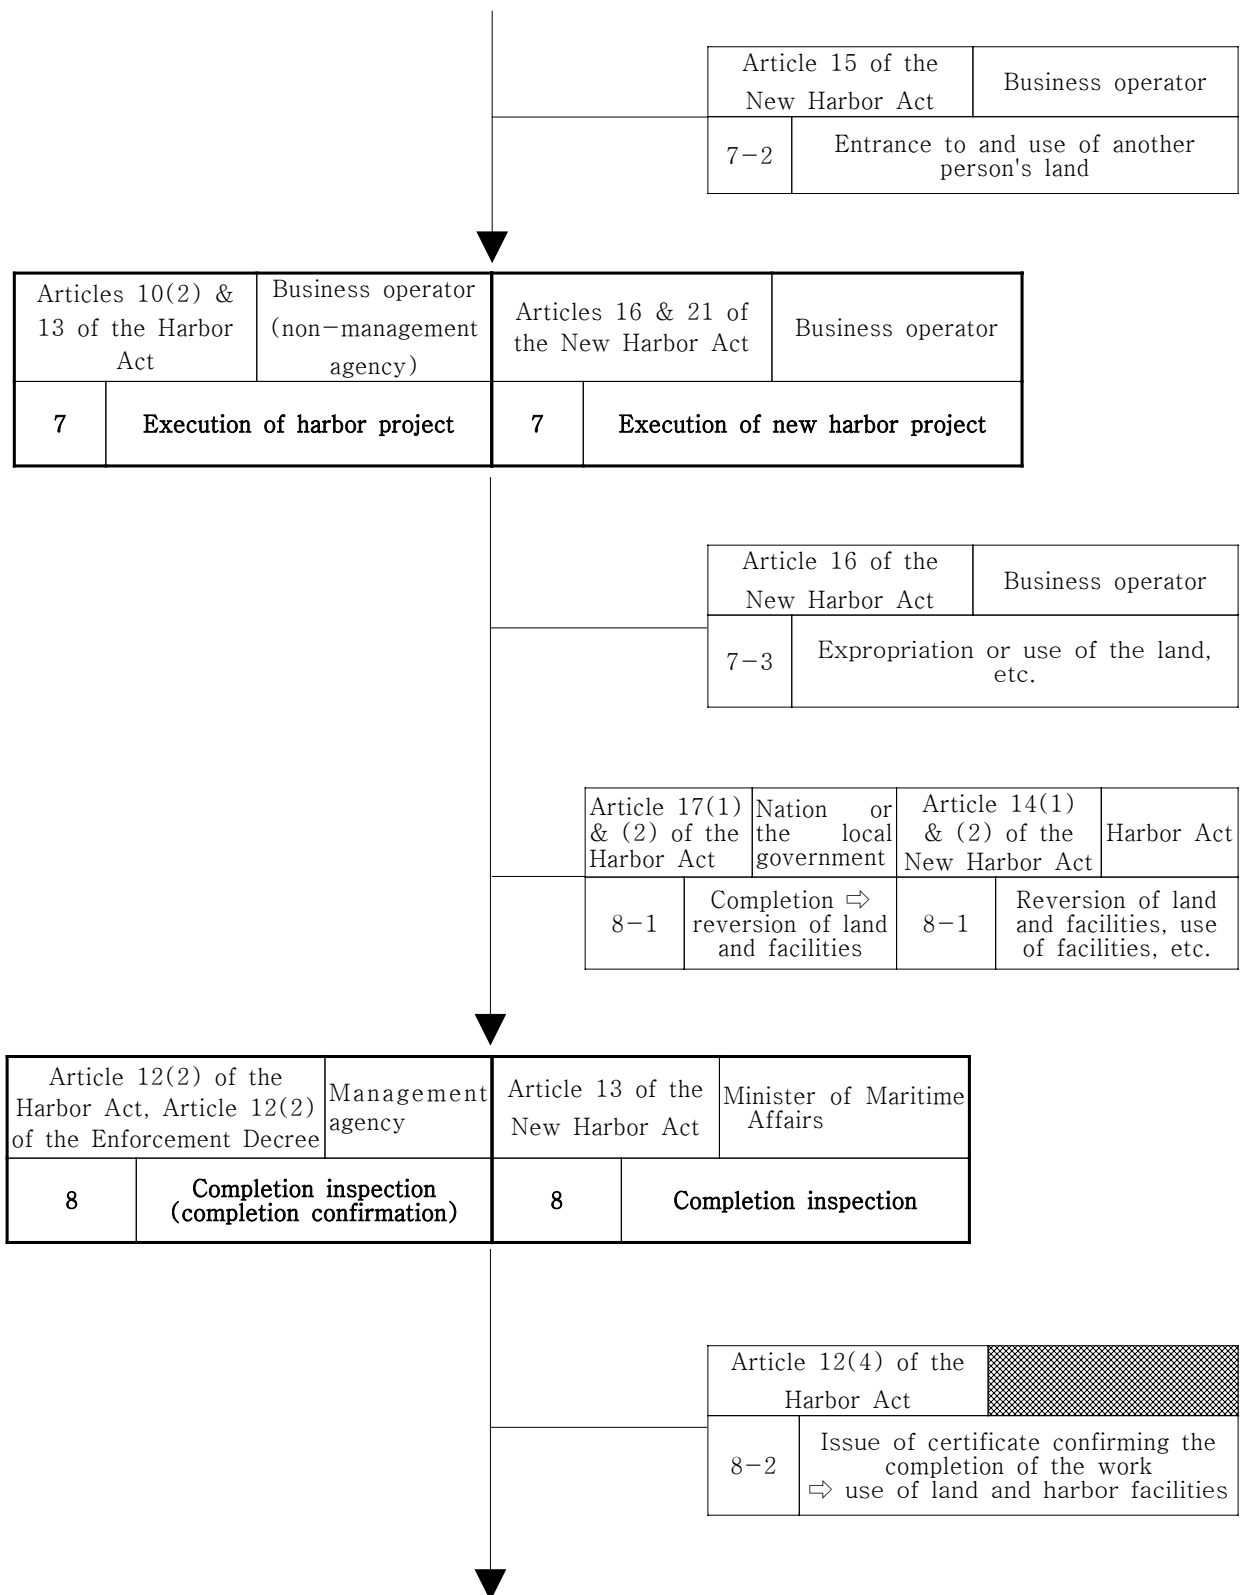 Article 15 of the
New Harbor Act
Business operator
7-2
Entrance to and use of another
person's land
Articles 10(2) &
13 of the Harbor
Act
Business operator
(non-management
agency)
Articles 16 & 21 of
the New Harbor Act
Business operator
7
Execution of harbor project
7
Execution of new harbor project
Article 16 of the
New Harbor Act
Business operator
7-3
Expropriation or use of the land,
etc.
Article 17(1)
& (2) of the
Harbor Act
Nation or
the local
government
Article 14(1)
& (2) of the
New Harbor Act
Harbor Act
8-1
Completion ⇨
reversion of land
and facilities
8-1
Reversion of land
and facilities, use
of facilities, etc.
Article 12(2) of the
Harbor Act, Article 12(2)
of the Enforcement Decree
Management
agency
Article 13 of the
New Harbor Act
Minister of Maritime
Affairs
8
Completion inspection
(completion confirmation)
8
Completion inspection
Article 12(4) of the
Harbor Act
8-2
Issue of certificate confirming the
completion of the work
⇨ use of land and harbor facilities